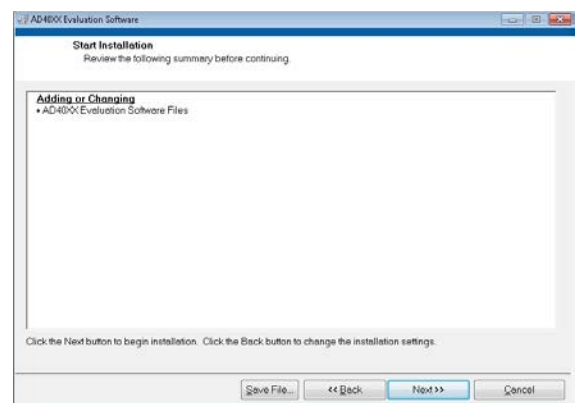 AD40XX Evaluation Software
Start Installation
Review the following summary before continuing.
Adding or Changing
• AD40XX Evaluation Software Files
Click the Next button to begin installation. Click the Back button to change the installation settings.
Save File... << Back Next >> Cancel